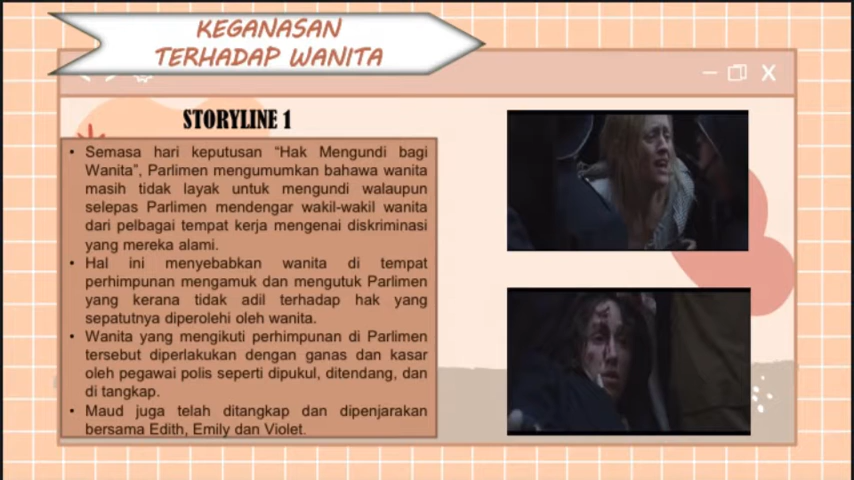 KEGANASAN
TERHADAP WANITA
STORYLINE 1
• Semasa hari keputusan “Hak Mengundi bagi
Wanita”, Parlimen mengumumkan bahawa wanita
masih tidak layak untuk mengundi walaupun
selepas Parlimen mendengar wakil-wakil wanita
dari pelbagai tempat kerja mengenai diskriminasi
yang mereka alami.
• Hal ini menyebabkan wanita di tempat
perhimpunan mengamuk dan mengutuk Parlimen
yang kerana tidak adil terhadap hak yang
sepatutnya diperolehi oleh wanita.
• Wanita yang mengikuti perhimpunan di Parlimen
tersebut diperlakukan dengan ganas dan kasar
oleh pegawai polis seperti dipukul, ditendang, dan
di tangkap.
• Maud juga telah ditangkap dan dipenjarakan
bersama Edith, Emily dan Violet.